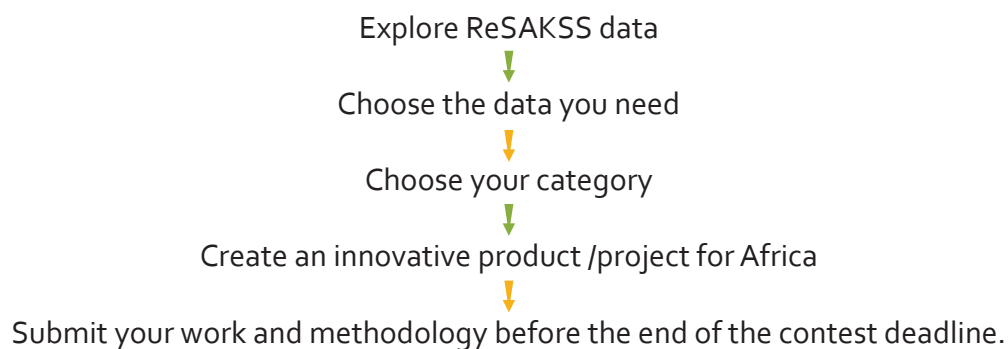 Explore ReSAKSS data
Choose the data you need
Choose your category
Create an innovative product /project for Africa
Submit your work and methodology before the end of the contest deadline.